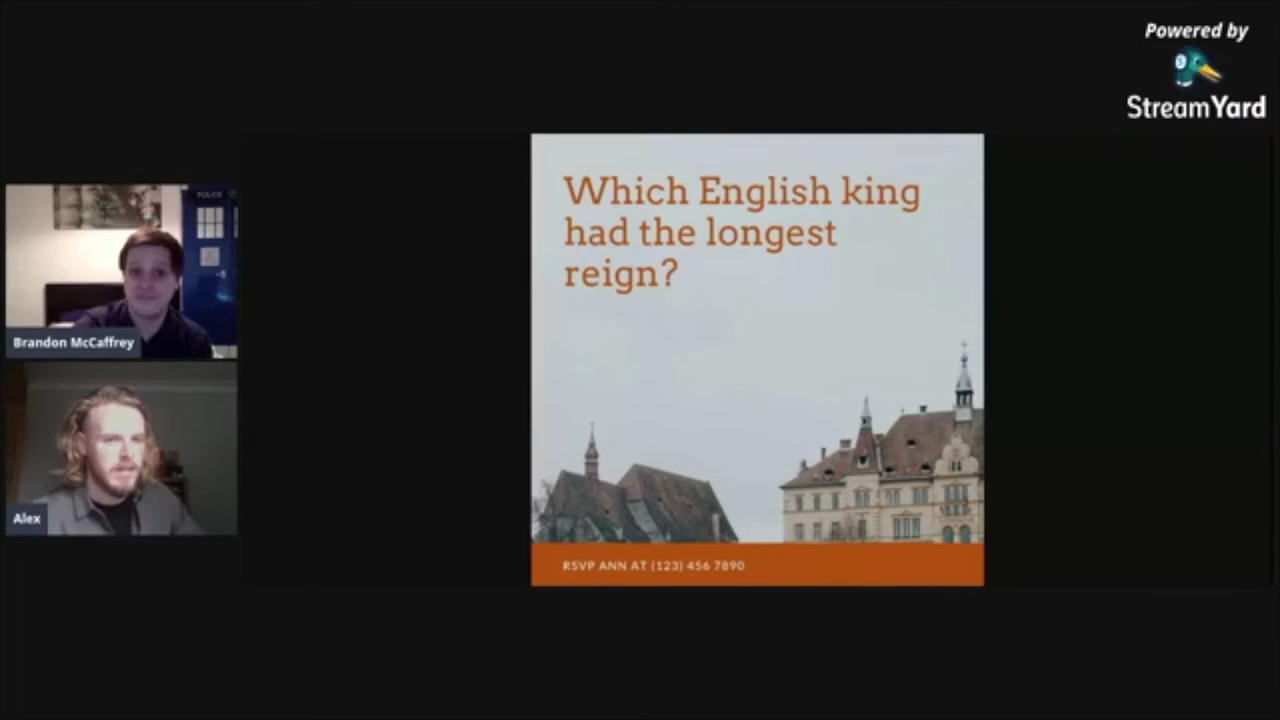 Powered by
StreamYard
Which English king
had the longest
reign?
POLICE
Brandon McCaffrey
Alex
RSVP ANN AT (123) 456 7890